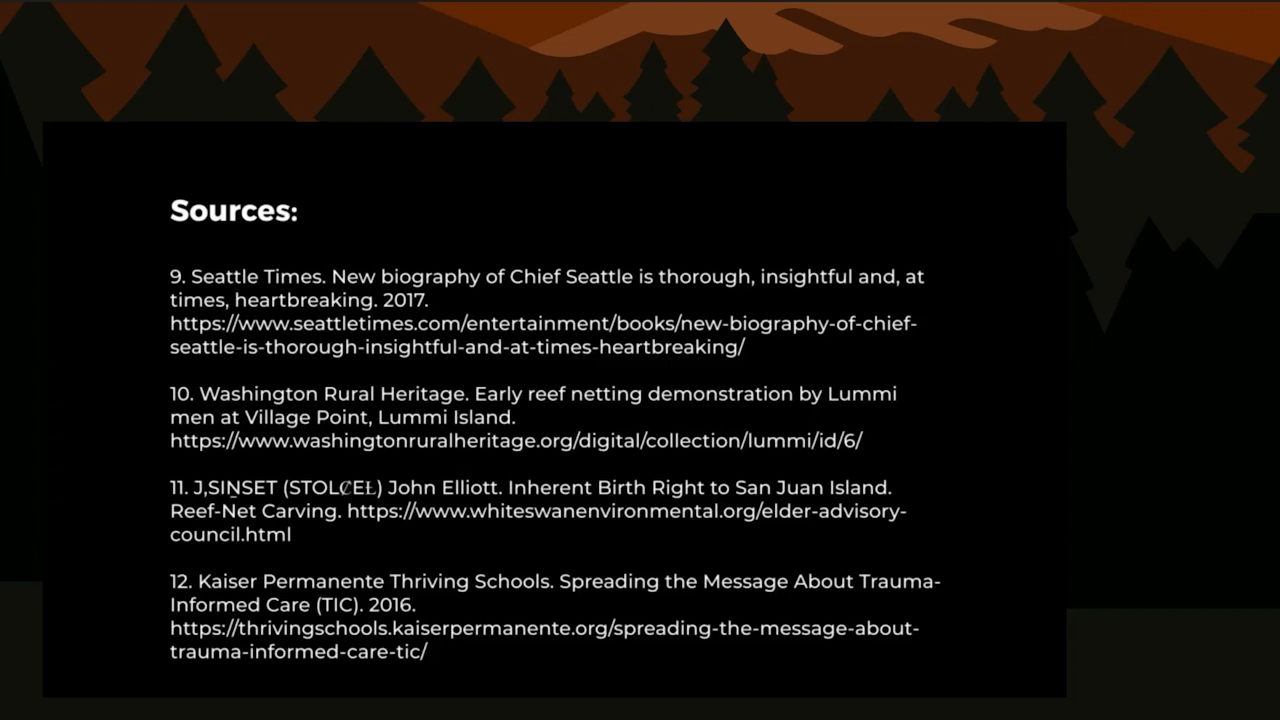 Sources:
9. Seattle Times. New biography of Chief Seattle is thorough, insightful and, at
times, heartbreaking. 2017.
https://www.seattletimes.com/entertainment/books/new-biography-of-chief-
seattle-is-thorough-insightful-and-at-times-heartbreaking/
10. Washington Rural Heritage. Early reef netting demonstration by Lummi
men at Village Point, Lummi Island.
https://www.washingtonruralheritage.org/digital/collection/lummi/id/6/
11. J,SIṈSET (STOLȻEŁ) John Elliott. Inherent Birth Right to San Juan Island.
Reef-Net Carving. https://www.whiteswanenvironmental.org/elder-advisory-
council.html
12. Kaiser Permanente Thriving Schools. Spreading the Message About Trauma-
Informed Care (TIC). 2016.
https://thrivingschools.kaiserpermanente.org/spreading-the-message-about-
trauma-informed-care-tic/